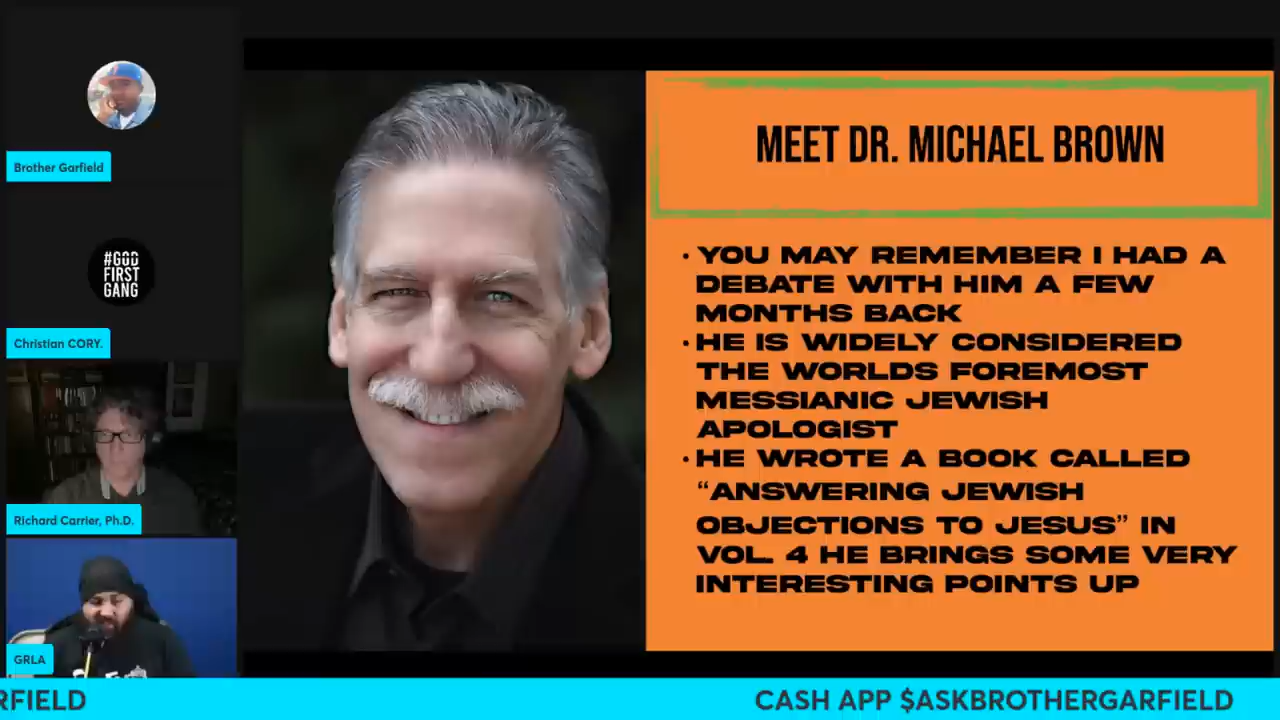 Brother Garfield
#GOD
FIRST
GANG
Christian CORY.
Richard Carrier, Ph.D.
GRLA
MEET DR. MICHAEL BROWN
• YOU MAY REMEMBER I HAD A
DEBATE WITH HIM A FEW
MONTHS BACK
• HE IS WIDELY CONSIDERED
THE WORLDS FOREMOST
MESSIANIC JEWISH
APOLOGIST
• HE WROTE A BOOK CALLED
“ANSWERING JEWISH
OBJECTIONS TO JESUS” IN
VOL. 4 HE BRINGS SOME VERY
INTERESTING POINTS UP
RFIELD CASH APP $ASKBROTHERGARFIELD